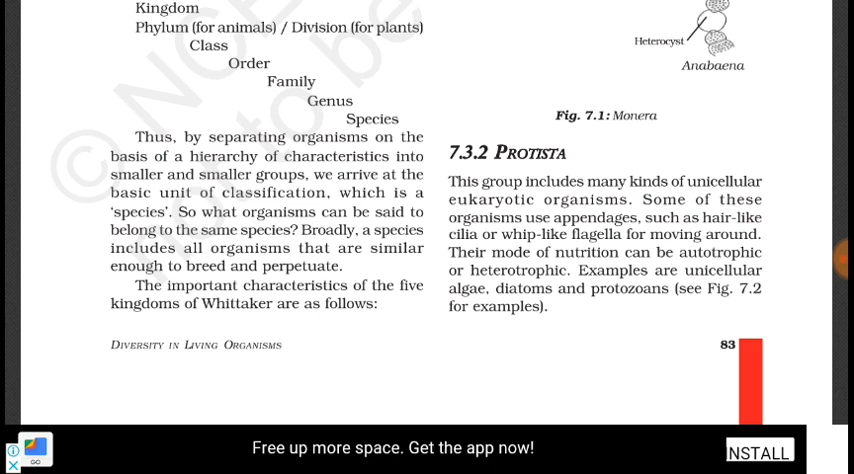 Kingdom
Phylum (for animals) / Division (for plants)
Class
Order
Family
Genus
Species
Thus, by separating organisms on the
basis of a hierarchy of characteristics into
smaller and smaller groups, we arrive at the
basic unit of classification, which is a
‘species’. So what organisms can be said to
belong to the same species? Broadly, a species
includes all organisms that are similar
enough to breed and perpetuate.
The important characteristics of the five
kingdoms of Whittaker are as follows:
Heterocyst
Anabaena
Fig. 7.1: Monera
7.3.2 PROTISTA
This group includes many kinds of unicellular
eukaryotic organisms. Some of these
organisms use appendages, such as hair-like
cilia or whip-like flagella for moving around.
Their mode of nutrition can be autotrophic
or heterotrophic. Examples are unicellular
algae, diatoms and protozoans (see Fig. 7.2
for examples).
DIVERSITY IN LIVING ORGANISMS
83
GO
Free up more space. Get the app now!
INSTALL